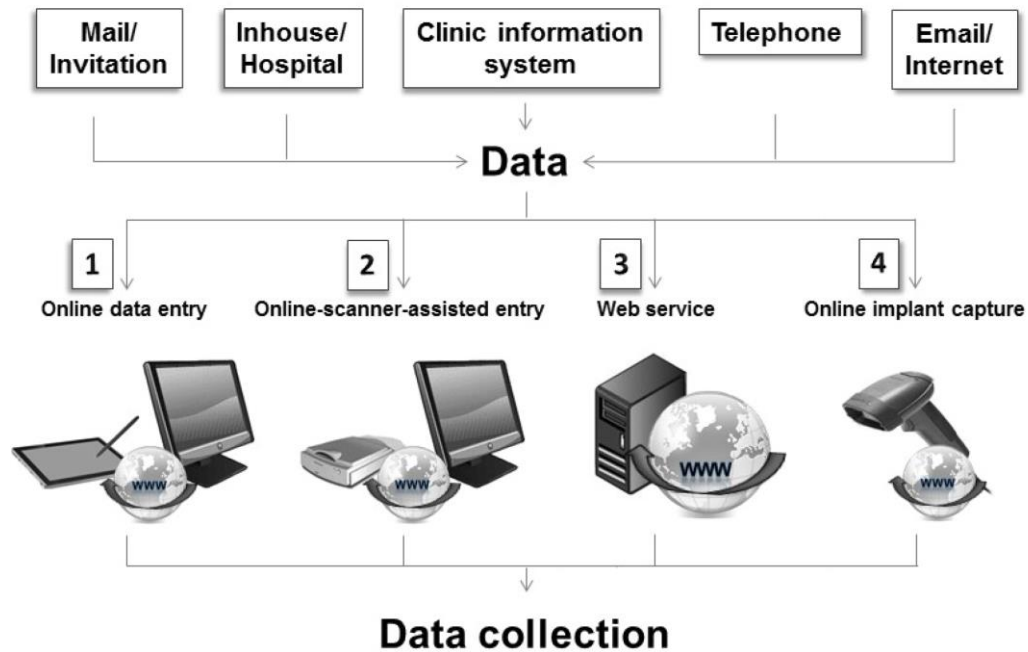 Mail/
Invitation
Inhouse/
Hospital
Clinic information
system
Telephone
Email/
Internet
Data
1
2
3
4
Online data entry
Online-scanner-assisted entry
Web service
Online implant capture
www
www
www
www
Data collection